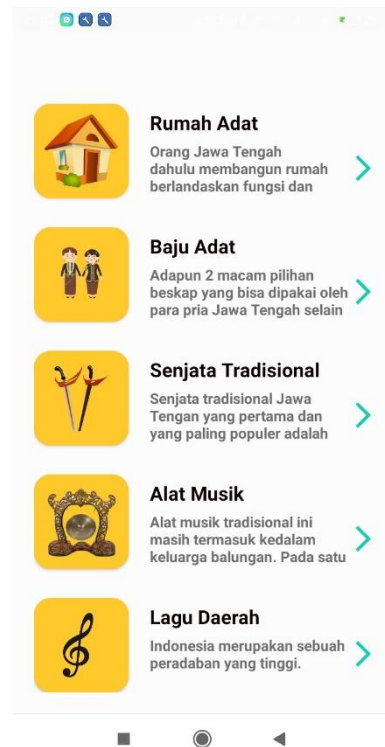 Rumah Adat
Orang Jawa Tengah
dahulu membangun rumah
berlandaskan fungsi dan
Baju Adat
Adapun 2 macam pilihan
beskap yang bisa dipakai oleh
para pria Jawa Tengah selain
Senjata Tradisional
Senjata tradisional Jawa
Tengan yang pertama dan
yang paling populer adalah
Alat Musik
Alat musik tradisional ini
masih termasuk kedalam
keluarga balungan. Pada satu
Lagu Daerah
Indonesia merupakan sebuah
peradaban yang tinggi.